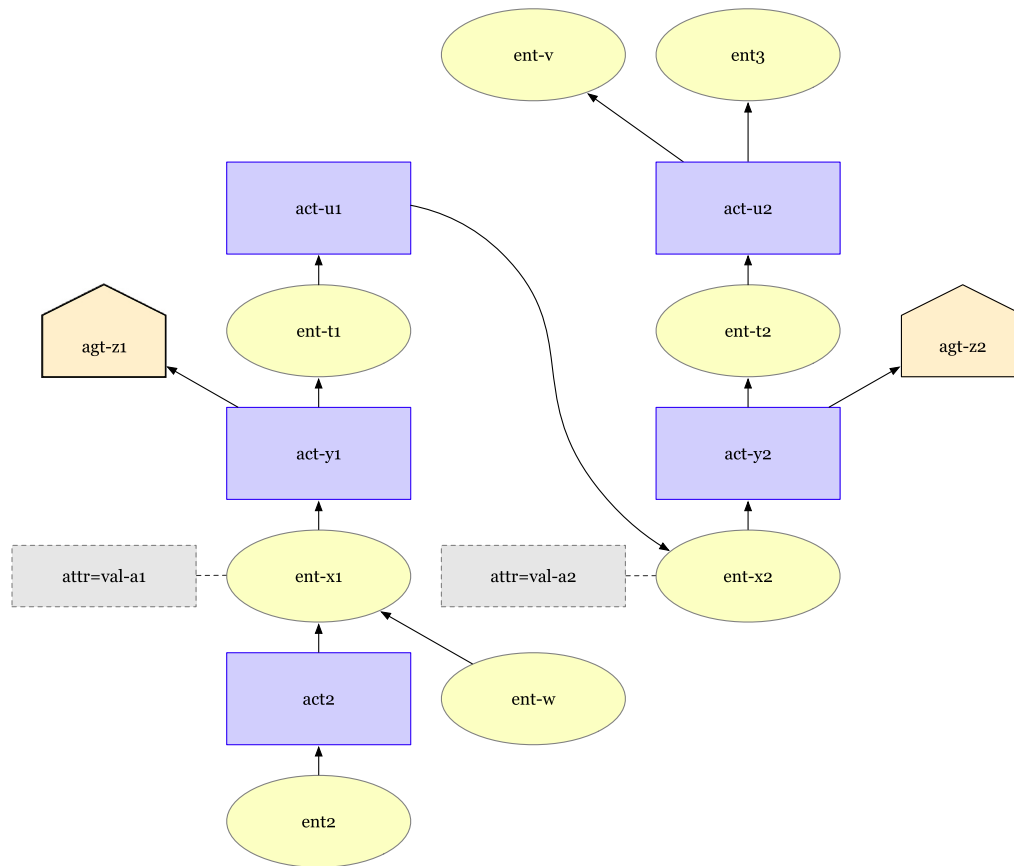 ent-v
ent3
act-u1
act-u2
agt-z1
ent-t1
ent-t2
agt-z2
act-y1
act-y2
attr=val-a1
ent-x1
attr=val-a2
ent-x2
act2
ent-w
ent2